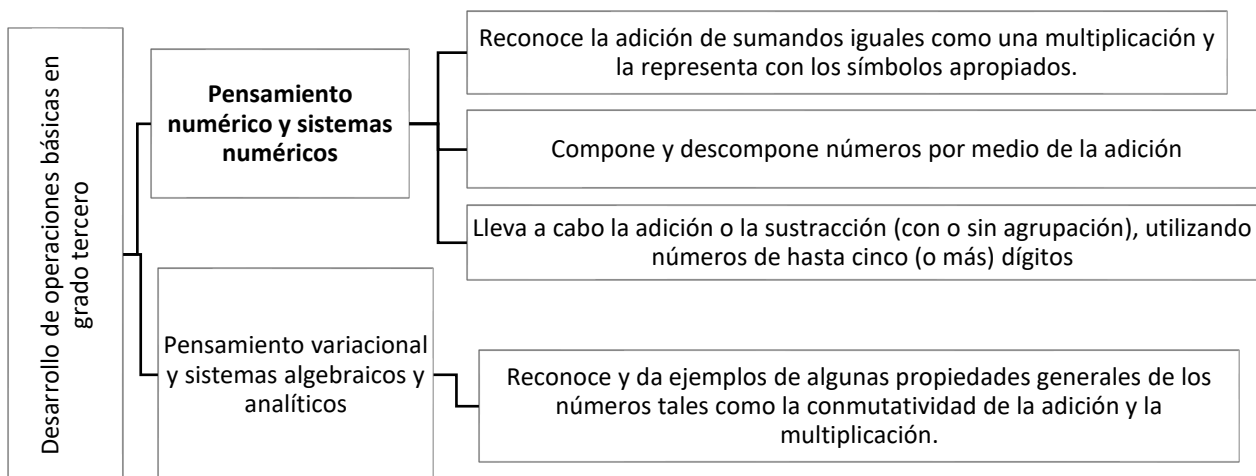 Desarrollo de operaciones básicas en
grado tercero
Pensamiento
numérico y sistemas
numéricos
Reconoce la adición de sumandos iguales como una multiplicación y
la representa con los símbolos apropiados.
Compone y descompone números por medio de la adición
Lleva a cabo la adición o la sustracción (con o sin agrupación), utilizando
números de hasta cinco (o más) dígitos
Pensamiento variacional
y sistemas algebraicos y
analíticos
Reconoce y da ejemplos de algunas propiedades generales de los
números tales como la conmutatividad de la adición y la
multiplicación.